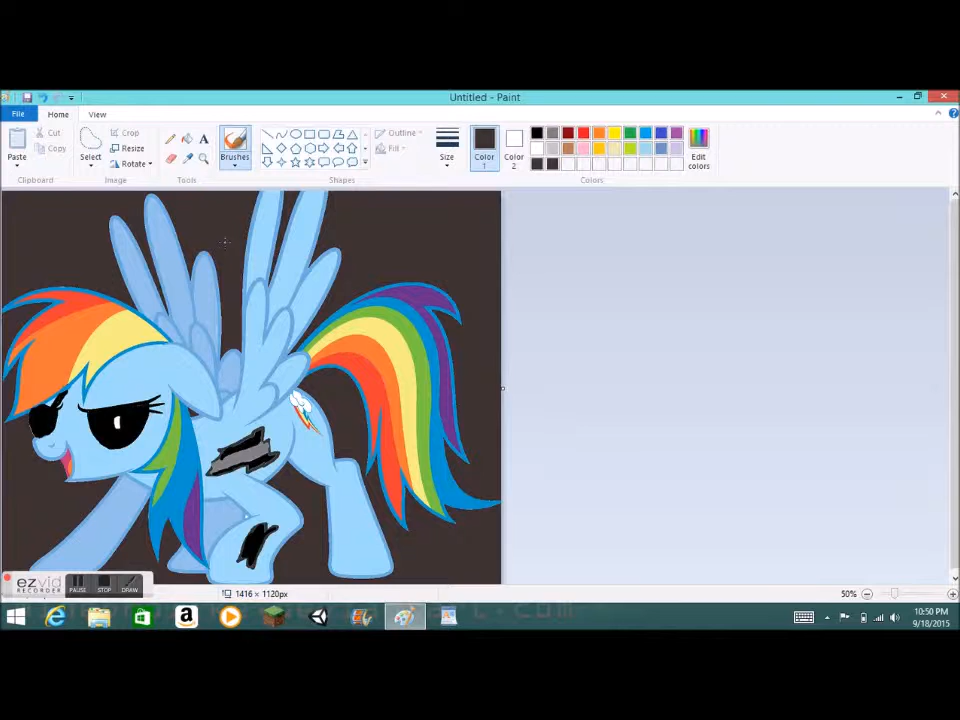 Untitled - Paint
File Home View
Paste Cut Copy Clipboard
Select Crop Resize Rotate Image
A Tools
Brushes
Outline Fill Shapes
Size
Color 1
Color 2
Edit colors Colors
ezvid RECORDER PAUSE STOP DRAW
1416 × 1120px 50%
10:50 PM
9/18/2015